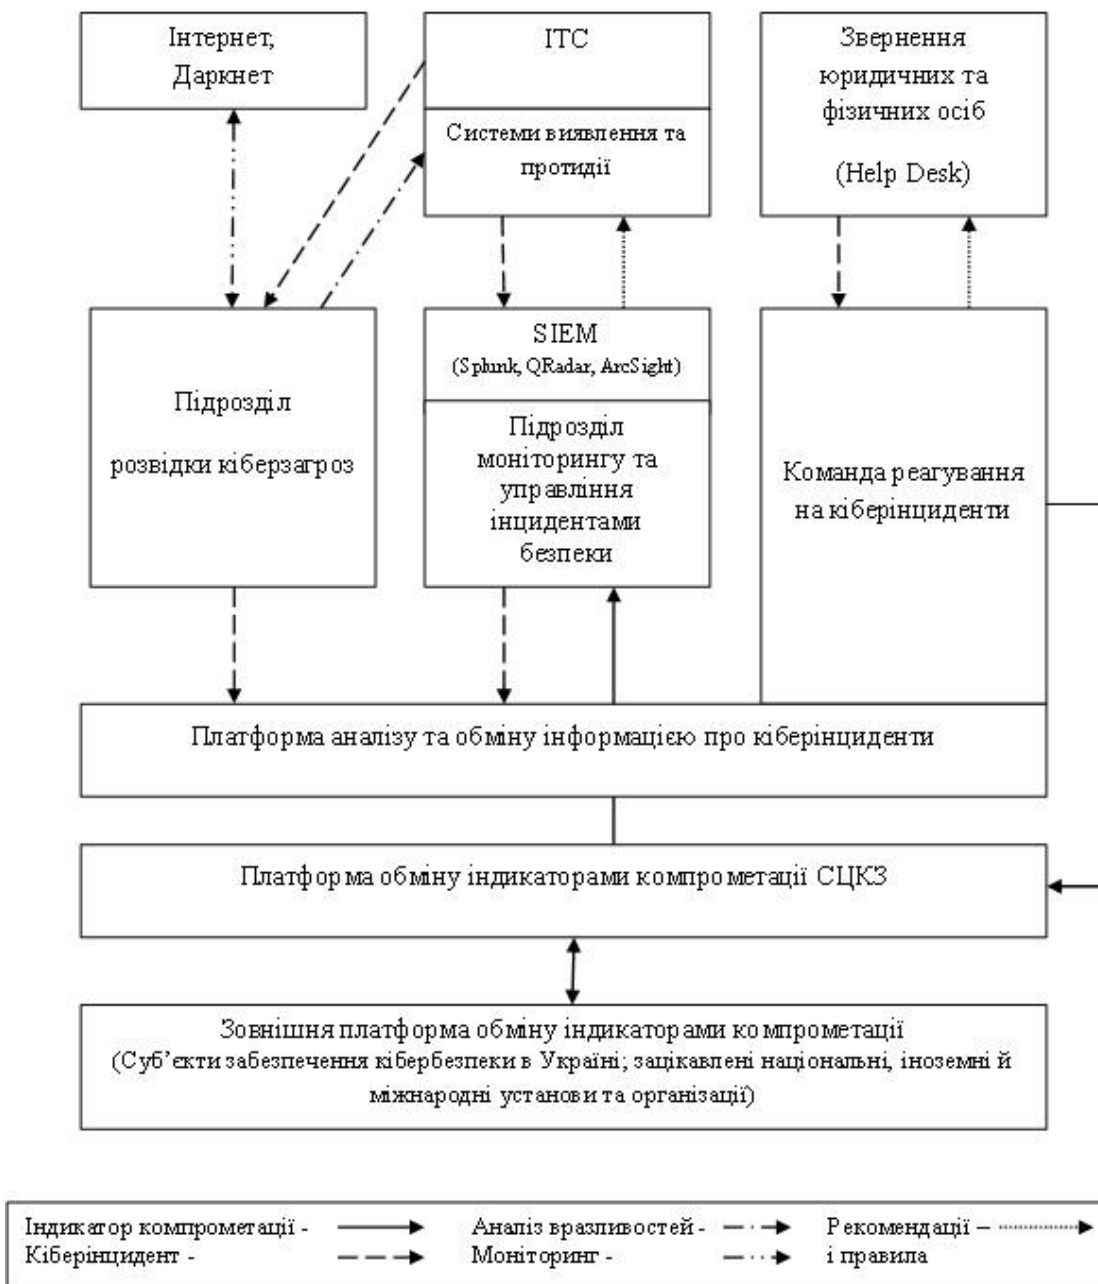 Інтернет,
Даркнет
ІТС
Системи виявлення та
протидії
Звернення
юридичних та
фізичних осіб
(Help Desk)
Підрозділ
розвідки кіберзагроз
SIEM
(Splunk, QRadar, ArcSight)
Підрозділ
моніторингу та
управління
інцидентами
безпеки
Команда реагування
на кіберінциденти
Платформа аналізу та обміну інформацією про кіберінциденти
Платформа обміну індикаторами компрометації СЦКЗ
Зовнішня платформа обміну індикаторами компрометації
(Суб’єкти забезпечення кібербезпеки в Україні; зацікавлені національні, іноземні й
міжнародні установи та організації)
Індикатор компрометації -
Аналіз вразливостей -
Рекомендації –
Кіберінцидент -
Моніторинг -
і правила